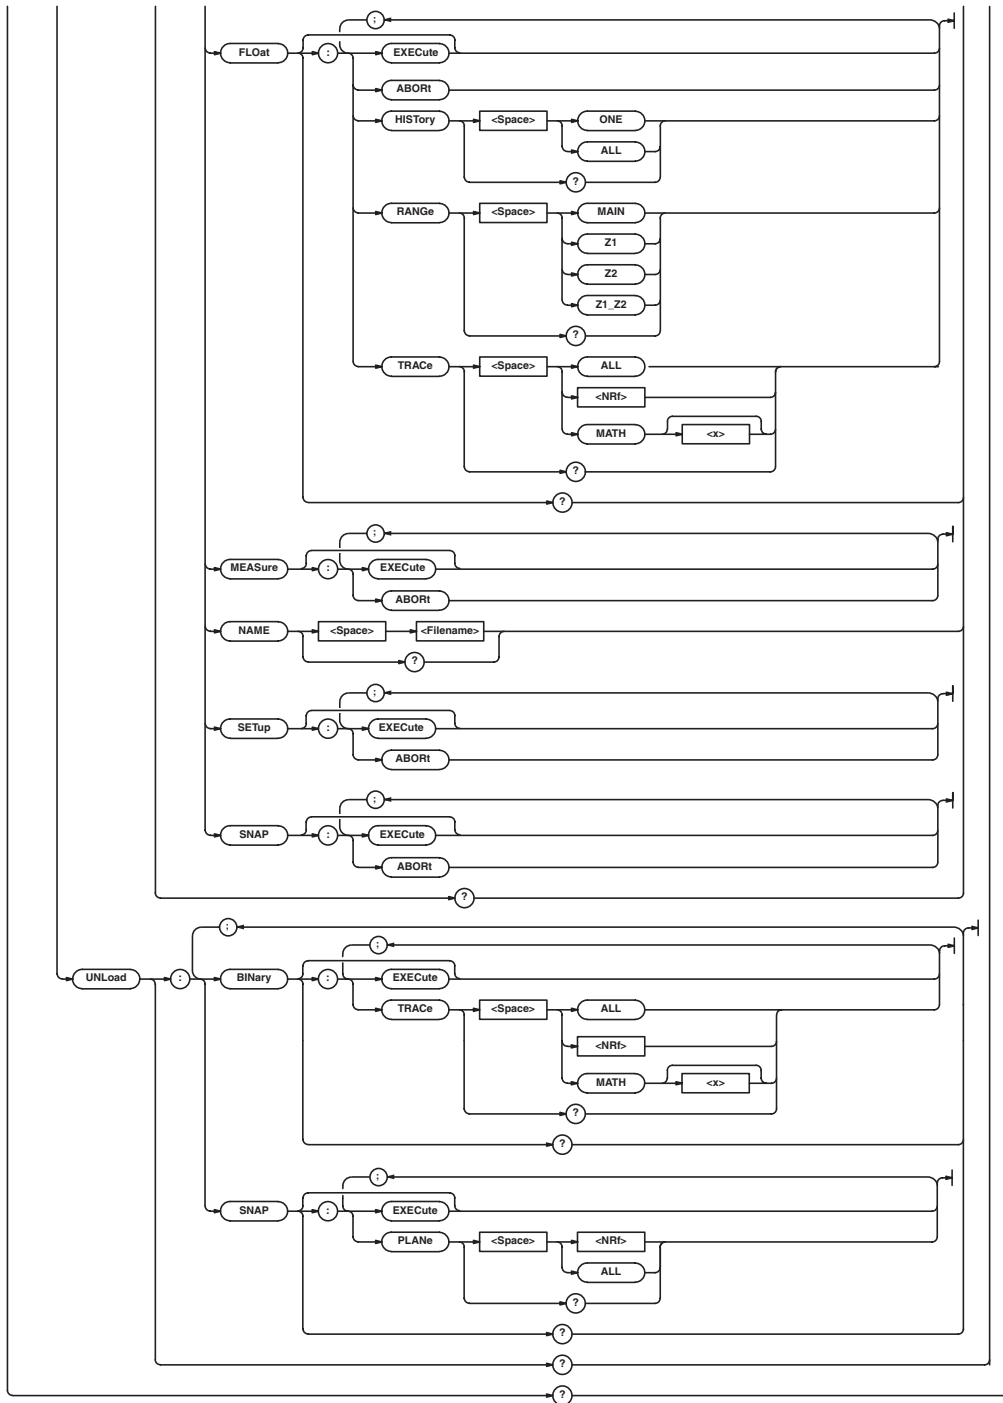 ;
FLOat : EXECute
ABORt
HISTory <Space> ONE
ALL
?
RANGe <Space> MAIN
Z1
Z2
Z1_Z2
?
TRACe <Space> ALL
<NRf>
MATH <x>
?
?
;
MEASure : EXECute
ABORt
NAME <Space> <Filename>
?
;
SETup : EXECute
ABORt
;
SNAP : EXECute
ABORt
?
;
;
UNLoad : BINary : EXECute
TRACe <Space> ALL
<NRf>
MATH <x>
?
?
;
SNAP : EXECute
PLANe <Space> <NRf>
ALL
?
?
?
?